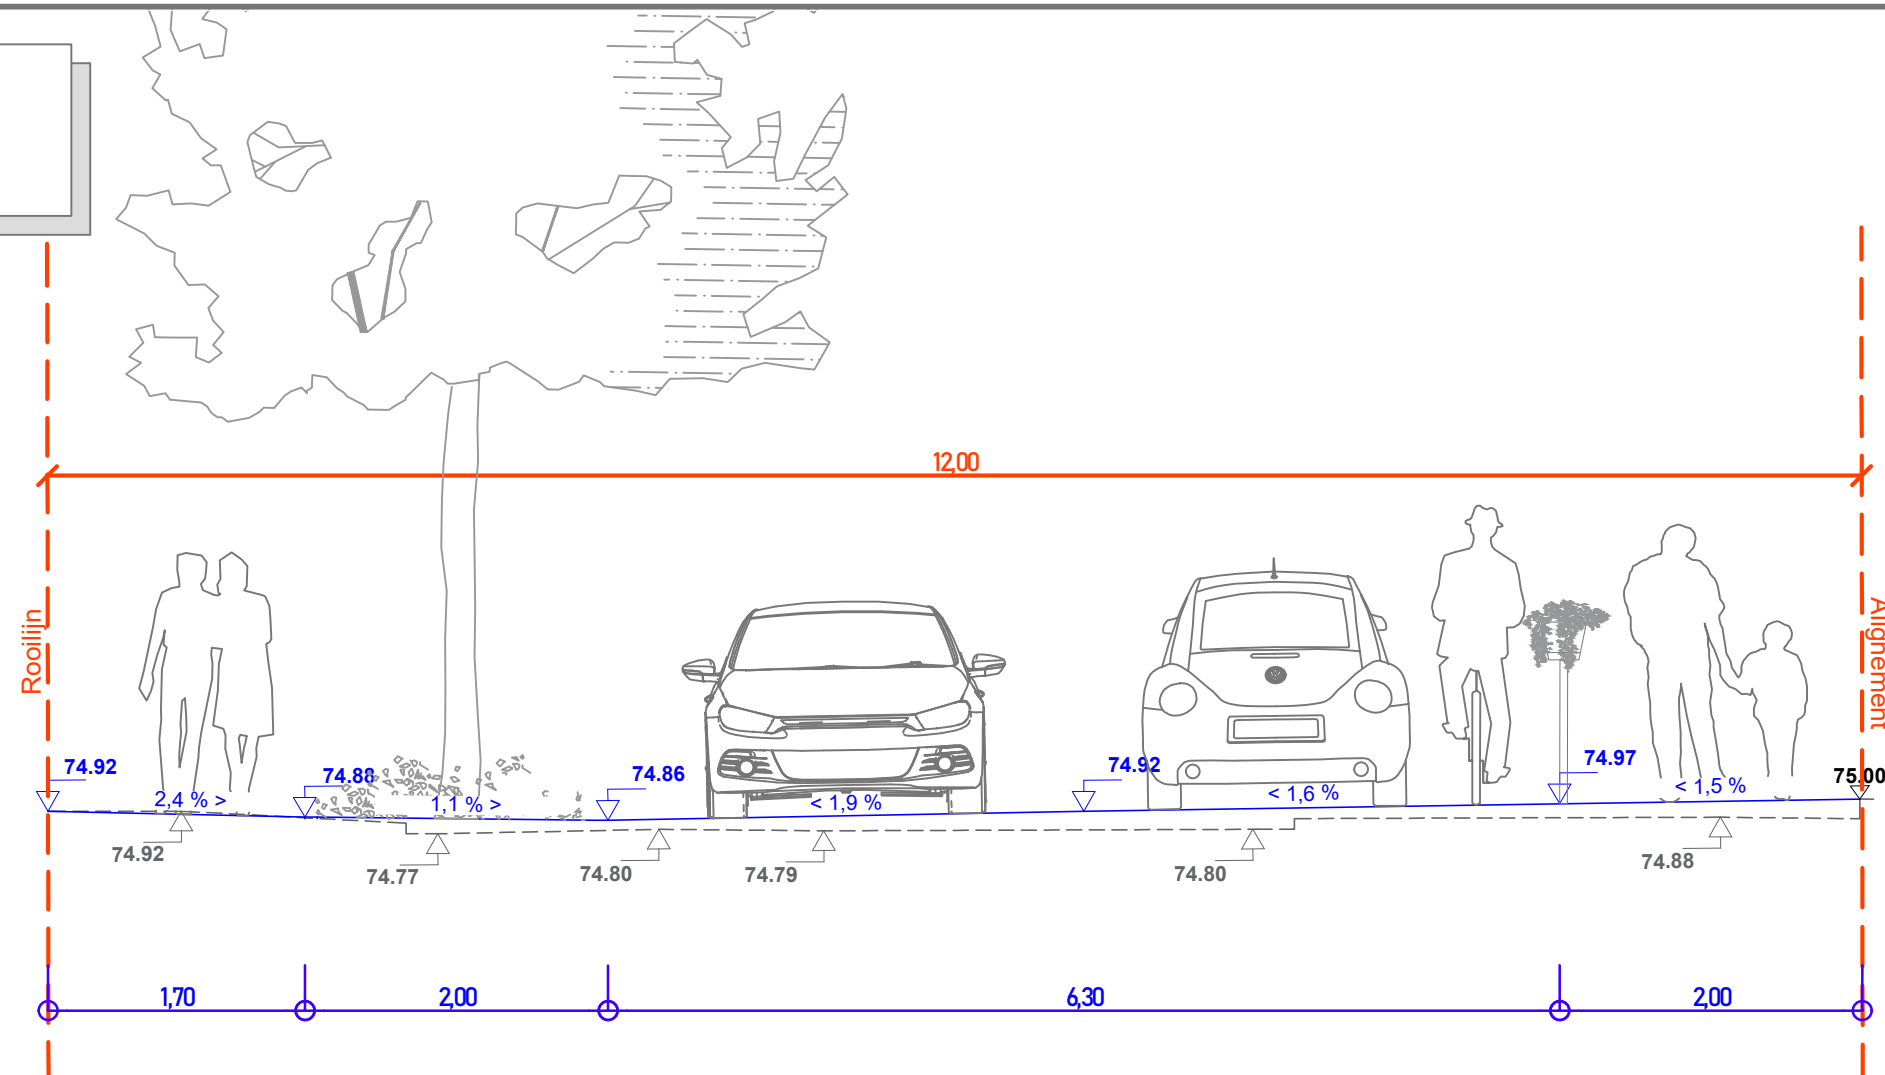 12,00
Rooilijn
Alignement
74.92
74.88
74.86
74.92
74.97
75.00
2,4 % >
1,1 % >
< 1,9 %
< 1,6 %
< 1,5 %
74.92
74.77
74.80
74.79
74.80
74.88
1,70
2,00
6,30
2,00